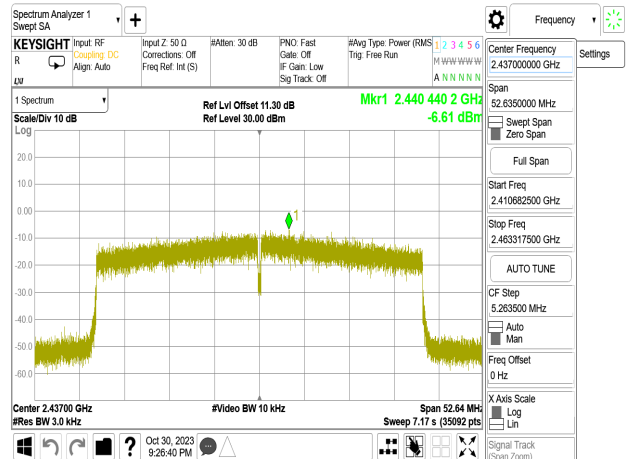 Spectrum Analyzer 1
Swept SA
Frequency
KEYSIGHT
R
LXI
Input: RF
Coupling: DC
Align: Auto
Input Z: 50 Ω
Corrections: Off
Freq Ref: Int (S)
#Atten: 30 dB
PNO: Fast
Gate: Off
IF Gain: Low
Sig Track: Off
#Avg Type: Power (RMS
Trig: Free Run
1 2 3 4 5 6
M W W W W W
A N N N N N
1 Spectrum
Scale/Div 10 dB
Ref Lvl Offset 11.30 dB
Ref Level 30.00 dBm
Mkr1 2.440 440 2 GHz
-6.61 dBm
Log
20.0
10.0
0.00
-10.0
-20.0
-30.0
-40.0
-50.0
-60.0
1
Center 2.43700 GHz
#Res BW 3.0 kHz
#Video BW 10 kHz
Span 52.64 MHz
Sweep 7.17 s (35092 pts
Center Frequency
2.437000000 GHz
Settings
Span
52.6350000 MHz
Swept Span
Zero Span
Full Span
Start Freq
2.410682500 GHz
Stop Freq
2.463317500 GHz
AUTO TUNE
CF Step
5.263500 MHz
Auto
Man
Freq Offset
0 Hz
X Axis Scale
Log
Lin
Signal Track
(Span Zoom)
?
Oct 30, 2023
9:26:40 PM